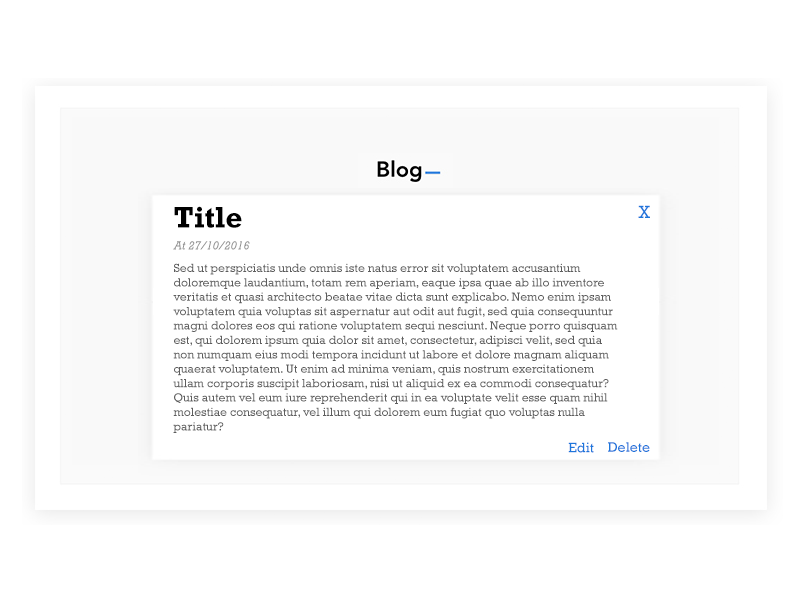 Blog
Title
X
At 27/10/2016
Sed ut perspiciatis unde omnis iste natus error sit voluptatem accusantium
doloremque laudantium, totam rem aperiam, eaque ipsa quae ab illo inventore
veritatis et quasi architecto beatae vitae dicta sunt explicabo. Nemo enim ipsam
voluptatem quia voluptas sit aspernatur aut odit aut fugit, sed quia consequuntur
magni dolores eos qui ratione voluptatem sequi nesciunt. Neque porro quisquam
est, qui dolorem ipsum quia dolor sit amet, consectetur, adipisci velit, sed quia
non numquam eius modi tempora incidunt ut labore et dolore magnam aliquam
quaerat voluptatem. Ut enim ad minima veniam, quis nostrum exercitationem
ullam corporis suscipit laboriosam, nisi ut aliquid ex ea commodi consequatur?
Quis autem vel eum iure reprehenderit qui in ea voluptate velit esse quam nihil
molestiae consequatur, vel illum qui dolorem eum fugiat quo voluptas nulla
pariatur?
Edit Delete